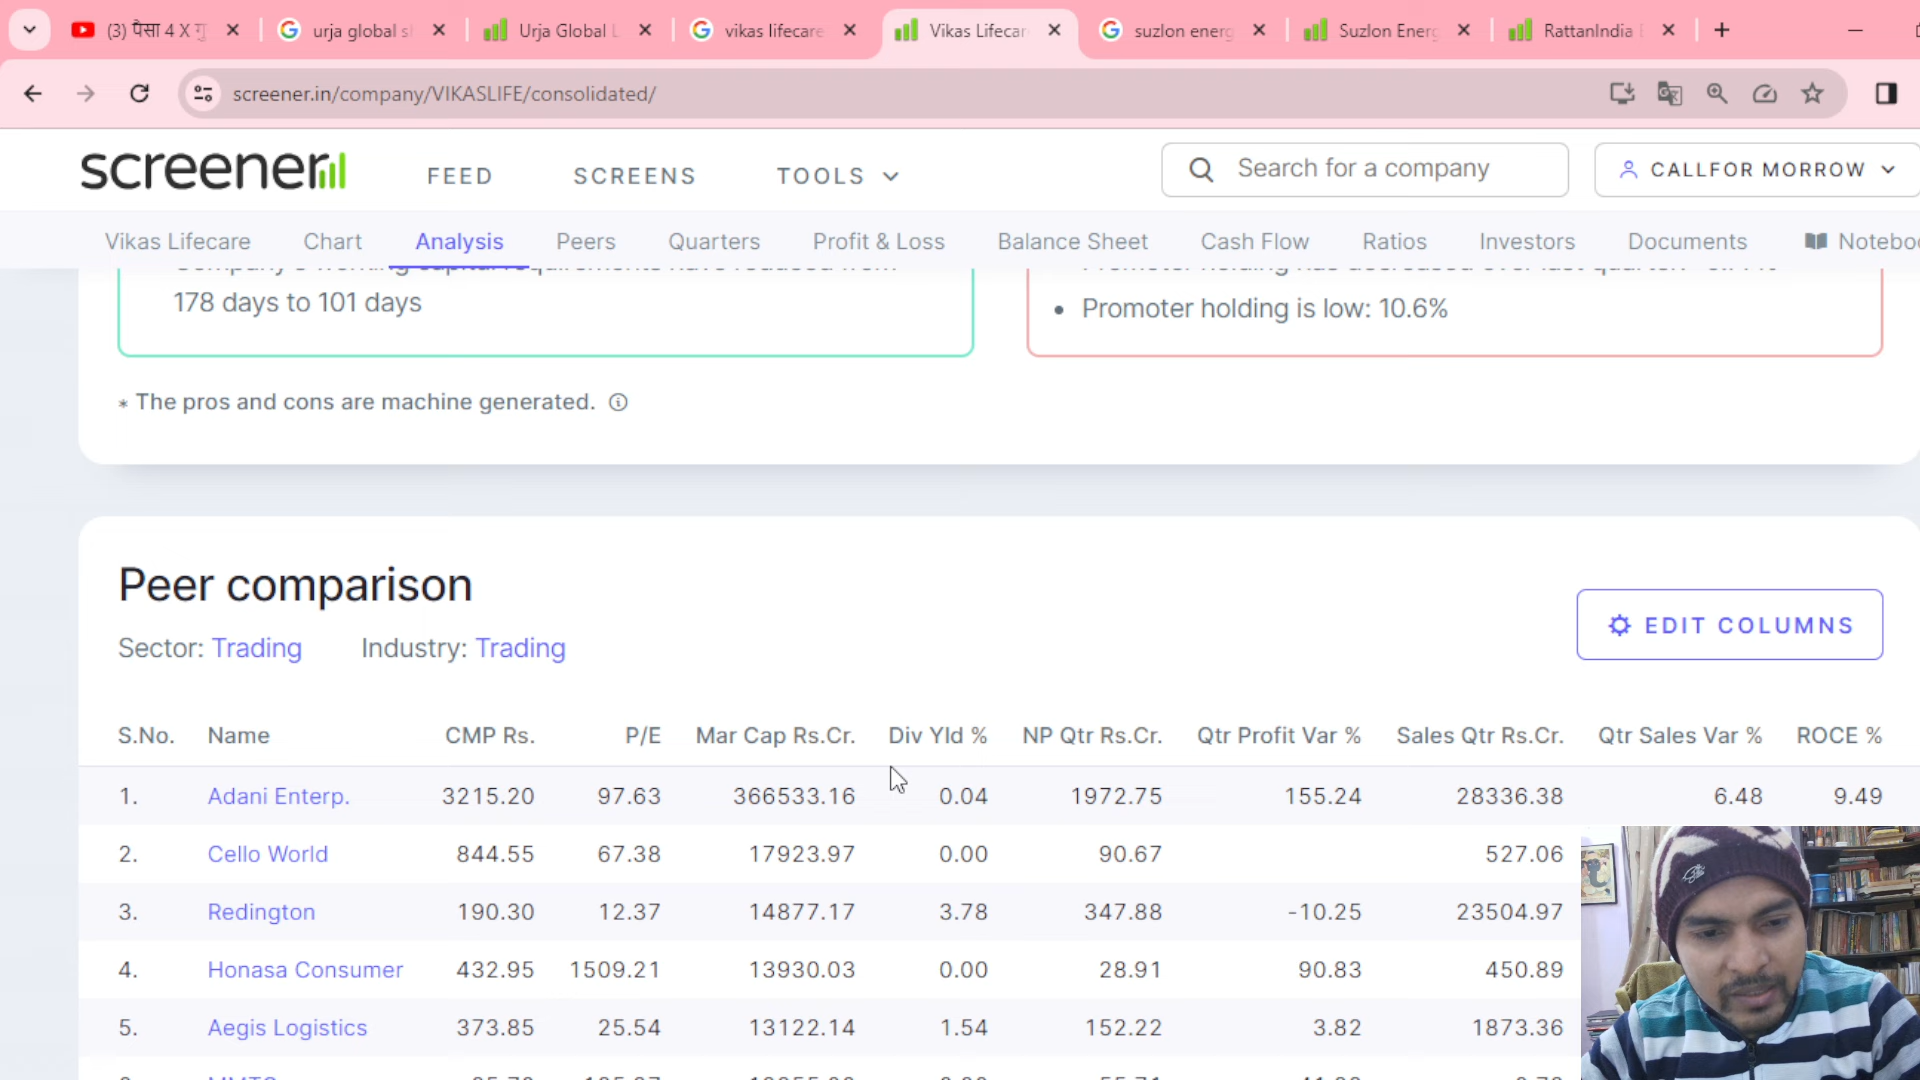 (3) पैसा 4 X गु
urja global s
Urja Global L
vikas lifecare
Vikas Lifecar
suzlon energ
Suzlon Energ
RattanIndia E
screener.in/company/VIKASLIFE/consolidated/
screener
FEED
SCREENS
TOOLS
Search for a company
CALLFOR MORROW
Vikas Lifecare
Chart
Analysis
Peers
Quarters
Profit & Loss
Balance Sheet
Cash Flow
Ratios
Investors
Documents
Noteboo
178 days to 101 days
• Promoter holding is low: 10.6%
* The pros and cons are machine generated.
Peer comparison
Sector: Trading Industry: Trading
EDIT COLUMNS
S.No. Name CMP Rs. P/E Mar Cap Rs.Cr. Div Yld % NP Qtr Rs.Cr. Qtr Profit Var % Sales Qtr Rs.Cr. Qtr Sales Var % ROCE %
1. Adani Enterp. 3215.20 97.63 366533.16 0.04 1972.75 155.24 28336.38 6.48 9.49
2. Cello World 844.55 67.38 17923.97 0.00 90.67 527.06
3. Redington 190.30 12.37 14877.17 3.78 347.88 -10.25 23504.97
4. Honasa Consumer 432.95 1509.21 13930.03 0.00 28.91 90.83 450.89
5. Aegis Logistics 373.85 25.54 13122.14 1.54 152.22 3.82 1873.36